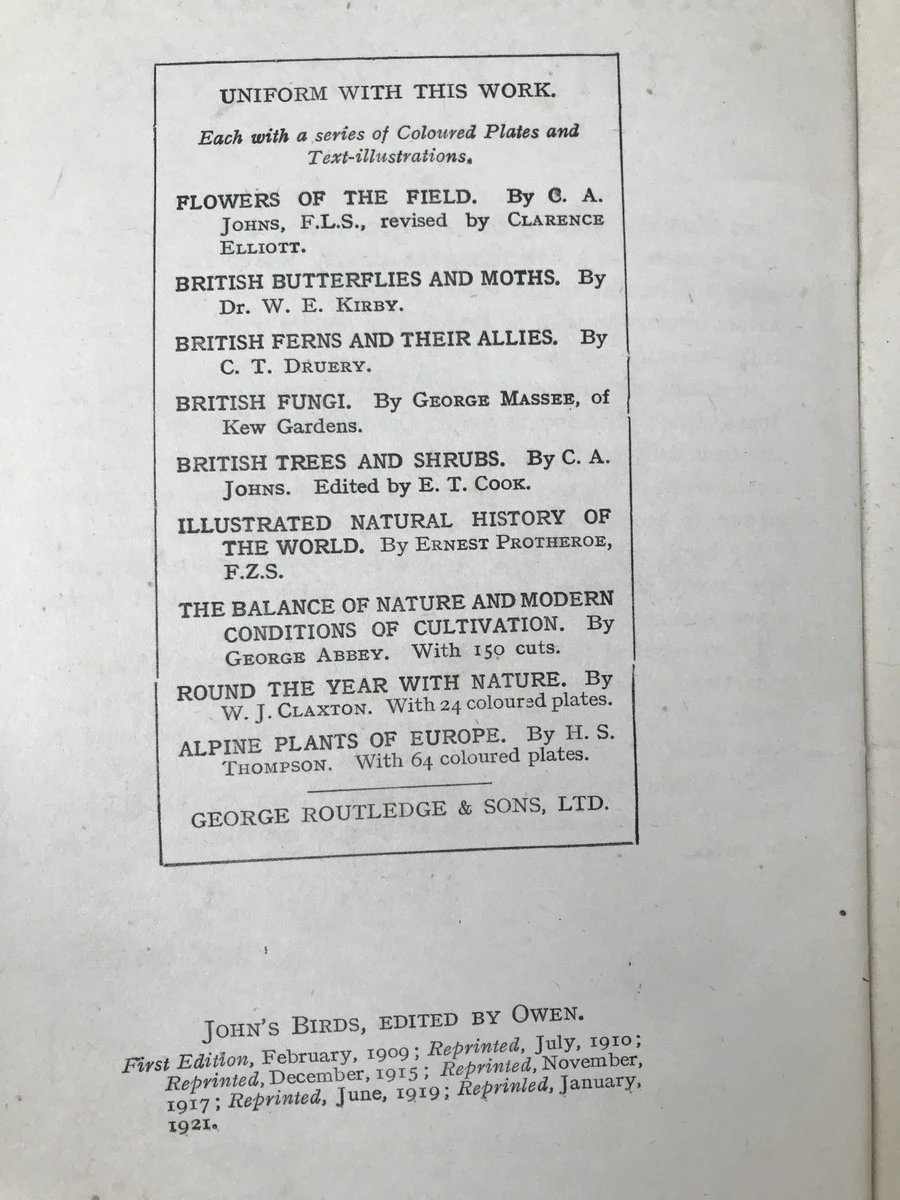 UNIFORM WITH THIS WORK.
Each with a series of Coloured Plates and
Text-illustrations.
FLOWERS OF THE FIELD. By C. A.
JOHNS, F.L.S., revised by CLARENCE
ELLIOTT.
BRITISH BUTTERFLIES AND MOTHS. By
Dr. W. E. KIRBY.
BRITISH FERNS AND THEIR ALLIES. By
C. T. DRUERY.
BRITISH FUNGI. By GEORGE MASSEE, of
Kew Gardens.
BRITISH TREES AND SHRUBS. By C. A.
JOHNS. Edited by E. T. COOK.
ILLUSTRATED NATURAL HISTORY OF
THE WORLD. By ERNEST PROTHEROE,
F.Z.S.
THE BALANCE OF NATURE AND MODERN
CONDITIONS OF CULTIVATION. By
GEORGE ABBEY. With 150 cuts.
ROUND THE YEAR WITH NATURE. By
W. J. CLAXTON. With 24 coloured plates.
ALPINE PLANTS OF EUROPE. By H. S.
THOMPSON. With 64 coloured plates.
GEORGE ROUTLEDGE & SONS, LTD.
JOHN'S BIRDS, EDITED BY OWEN.
First Edition, February, 1909; Reprinted, July, 1910;
Reprinted, December, 1915; Reprinted, November,
1917; Reprinted, June, 1919; Reprinled, January,
1921.